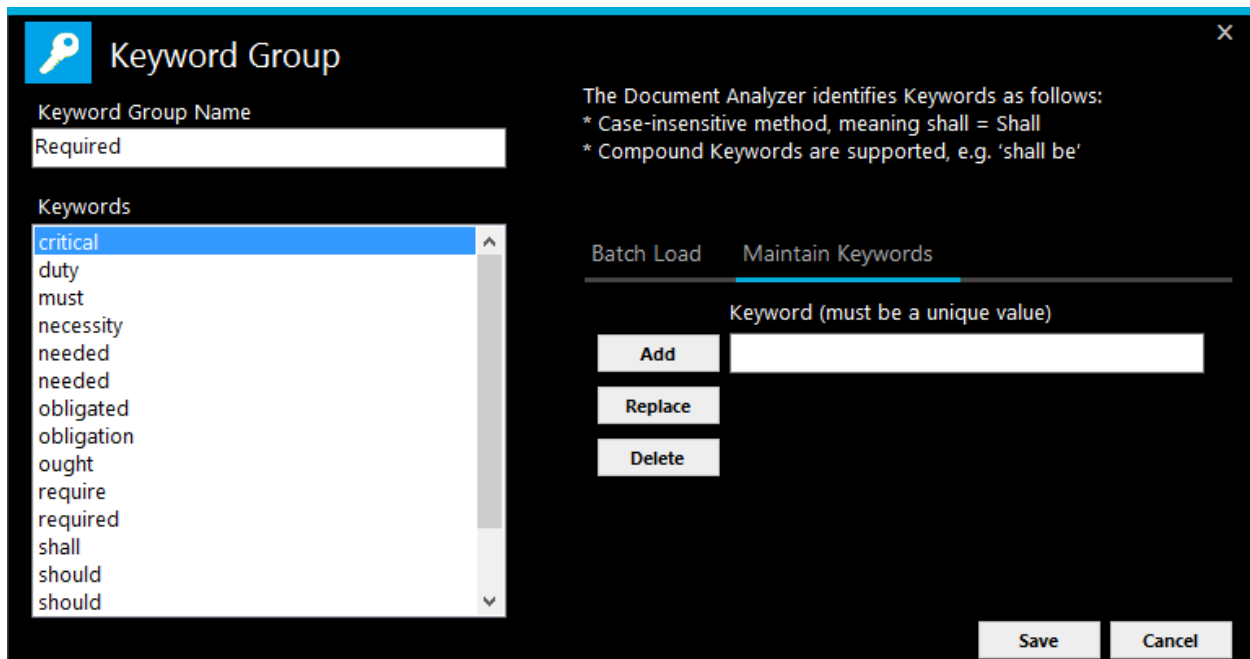 Keyword Group
×
Keyword Group Name
Required
Keywords
critical
duty
must
necessity
needed
needed
obligated
obligation
ought
require
required
shall
should
should
The Document Analyzer identifies Keywords as follows:
* Case-insensitive method, meaning shall = Shall
* Compound Keywords are supported, e.g. ‘shall be’
Batch Load Maintain Keywords
Keyword (must be a unique value)
Add
Replace
Delete
Save Cancel